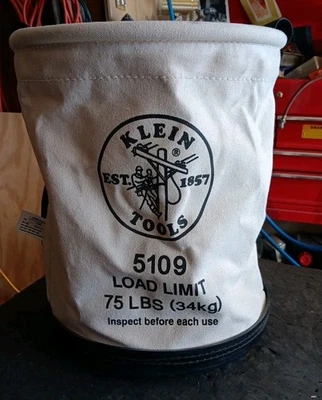 KLEIN
®
EST. 1857
TOOLS
5109
LOAD LIMIT
75 LBS (34kg)
Inspect before each use